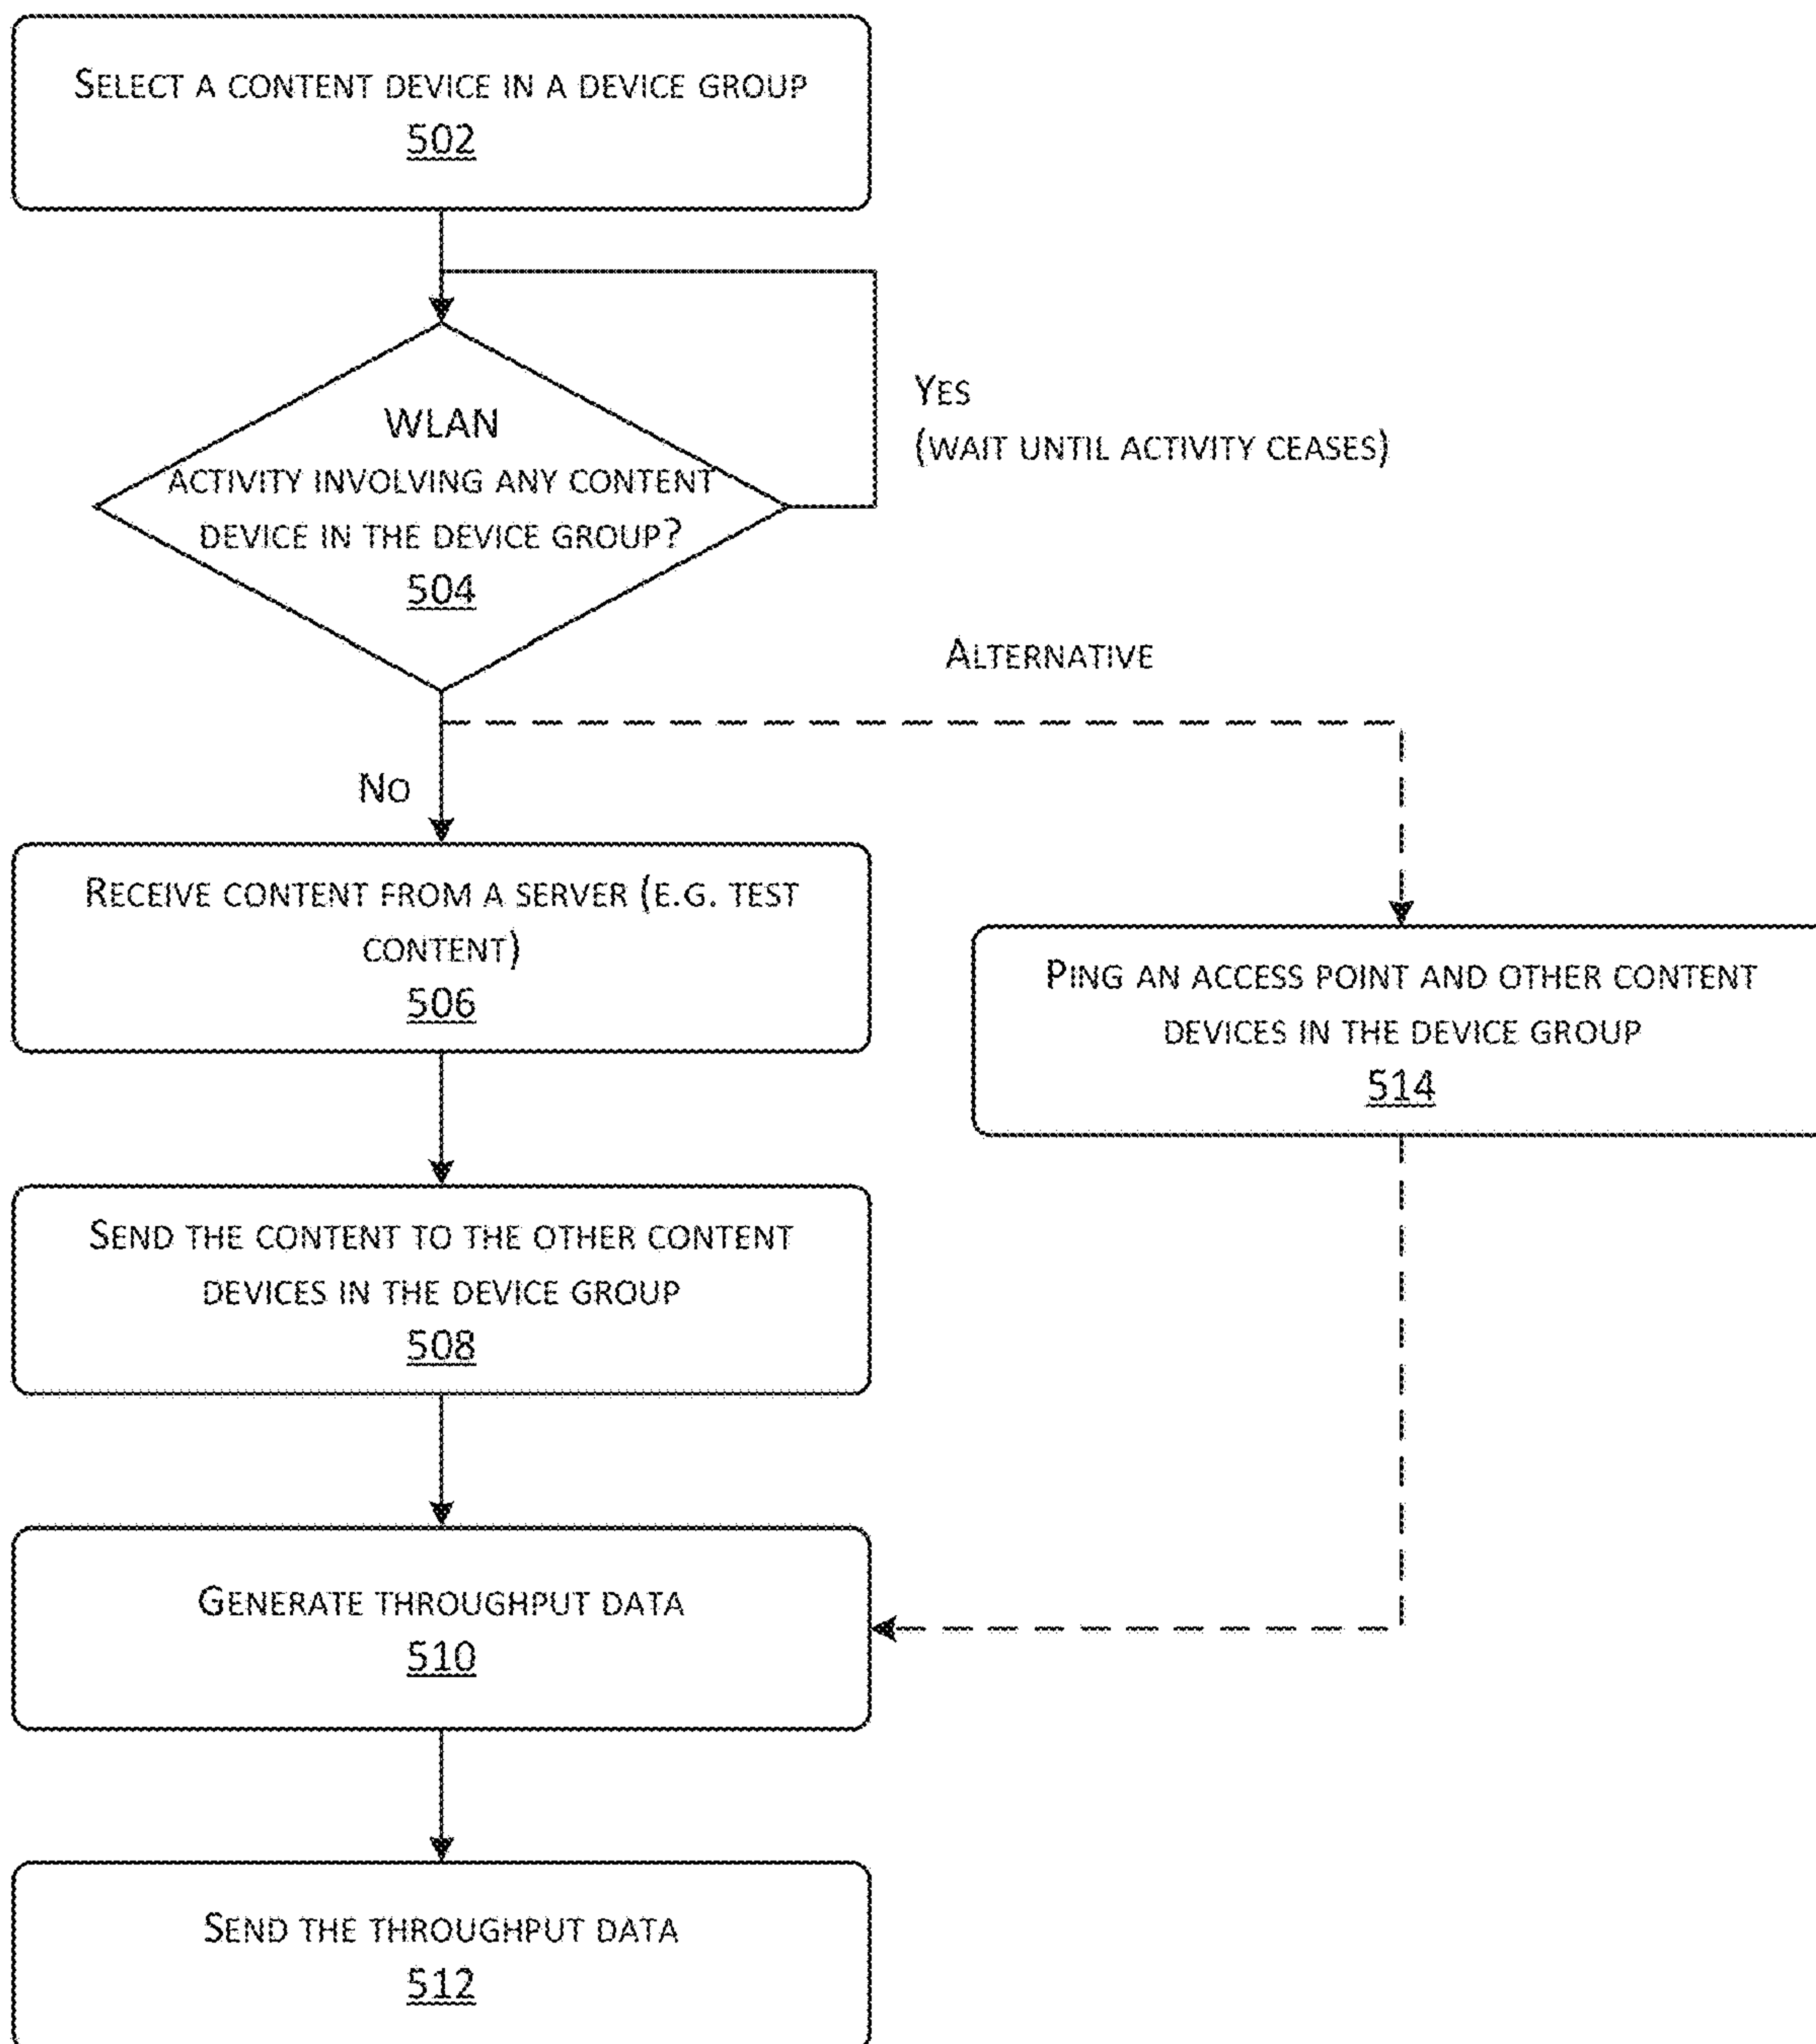 SELECT A CONTENT DEVICE IN A DEVICE GROUP
502
YES
(WAIT UNTIL ACTIVITY CEASES)
WLAN
ACTIVITY INVOLVING ANY CONTENT
DEVICE IN THE DEVICE GROUP?
504
ALTERNATIVE
NO
RECEIVE CONTENT FROM A SERVER (E.G. TEST
CONTENT)
506
PING AN ACCESS POINT AND OTHER CONTENT
DEVICES IN THE DEVICE GROUP
514
SEND THE CONTENT TO THE OTHER CONTENT
DEVICES IN THE DEVICE GROUP
508
GENERATE THROUGHPUT DATA
510
SEND THE THROUGHPUT DATA
512